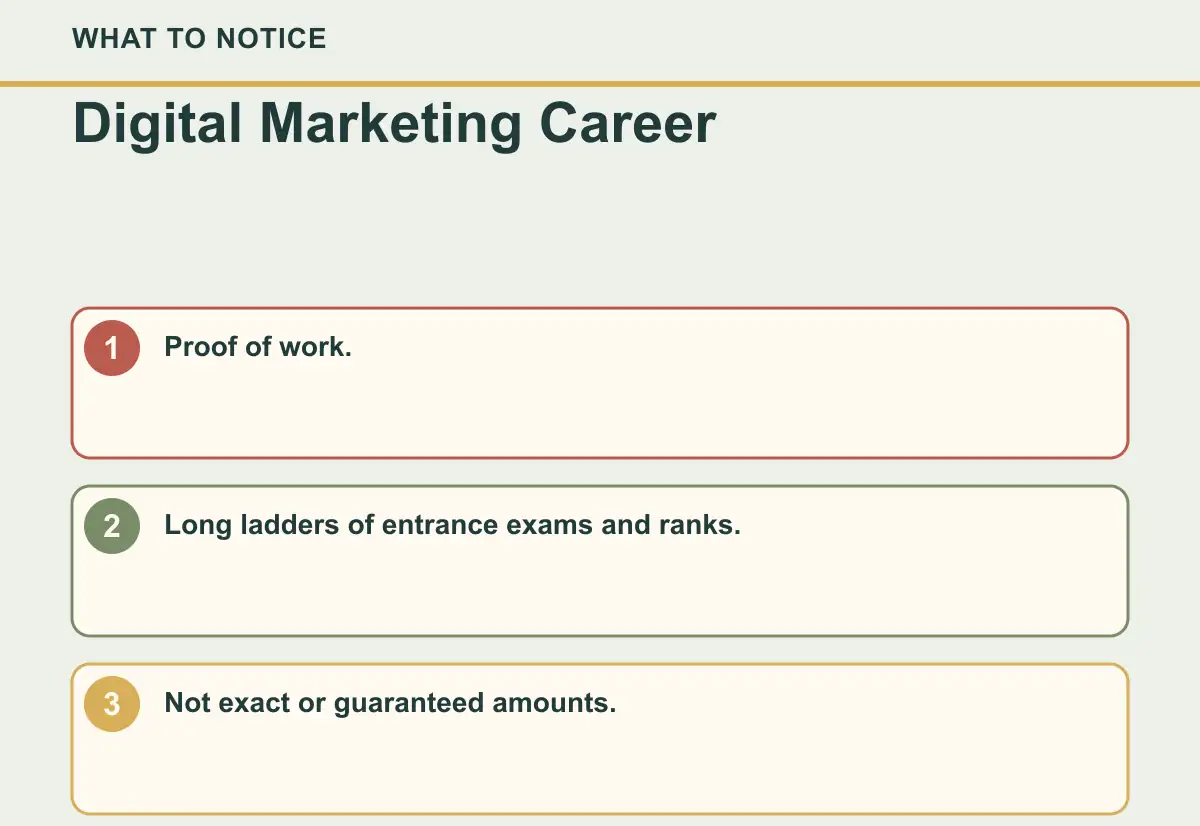 WHAT TO NOTICE
Digital Marketing Career
1 Proof of work.
2 Long ladders of entrance exams and ranks.
3 Not exact or guaranteed amounts.